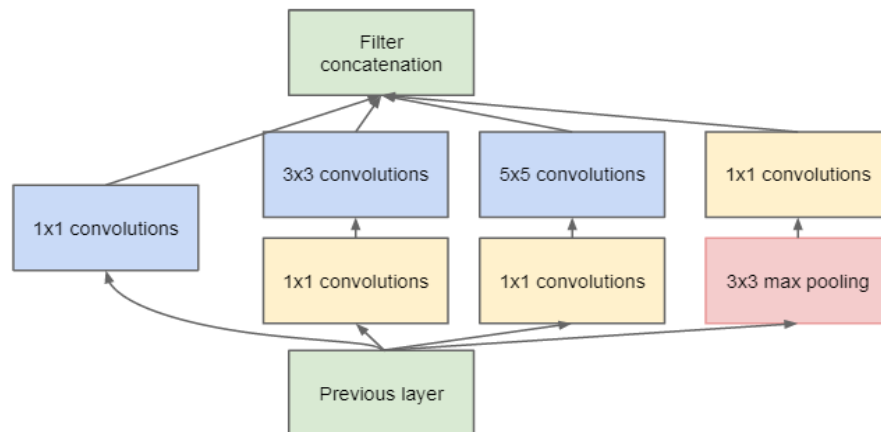 Filter
concatenation
3x3 convolutions
5x5 convolutions
1x1 convolutions
1x1 convolutions
1x1 convolutions
1x1 convolutions
3x3 max pooling
Previous layer